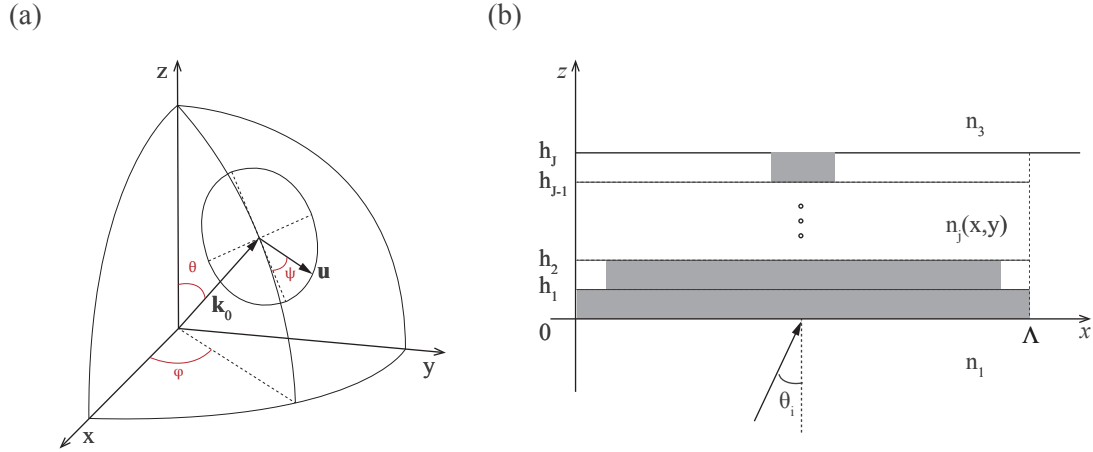 (a)
z
θ
k₀
ψ
u
φ
x
y
(b)
z
n₃
hJ
hJ-1
nj(x,y)
h₂
h₁
0
Λ
x
θᵢ
n₁